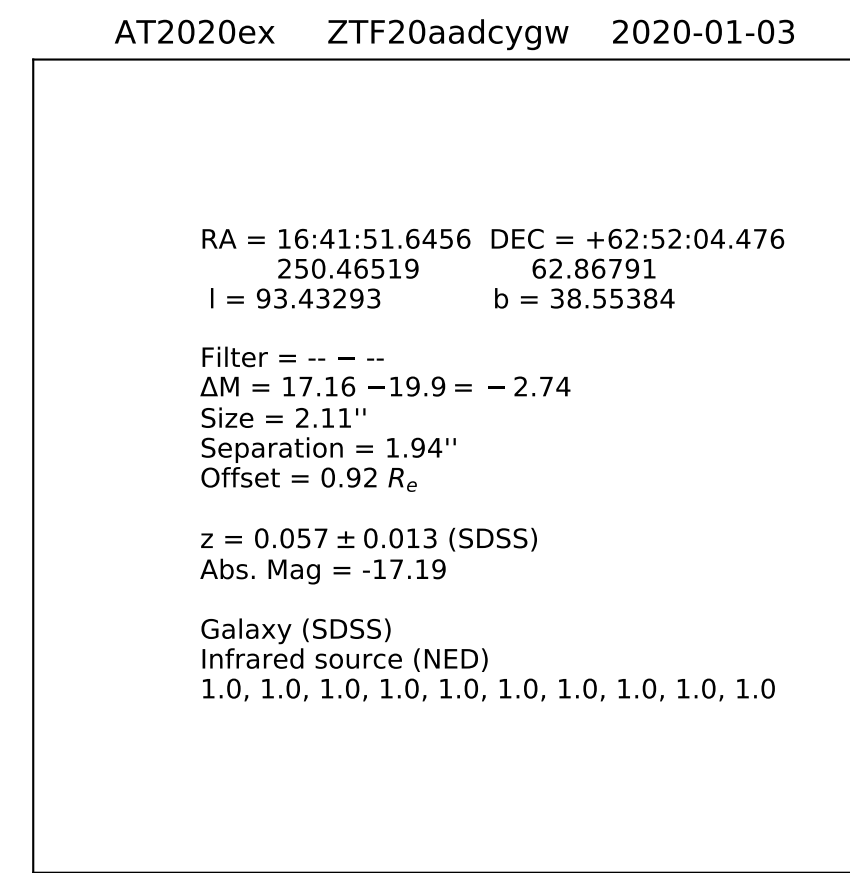 AT2020ex ZTF20aadcygw 2020-01-03
RA = 16:41:51.6456 DEC = +62:52:04.476
250.46519 62.86791
l = 93.43293 b = 38.55384
Filter = -- − --
ΔM = 17.16 −19.9 = − 2.74
Size = 2.11''
Separation = 1.94''
Offset = 0.92 Re
z = 0.057 ± 0.013 (SDSS)
Abs. Mag = -17.19
Galaxy (SDSS)
Infrared source (NED)
1.0, 1.0, 1.0, 1.0, 1.0, 1.0, 1.0, 1.0, 1.0, 1.0